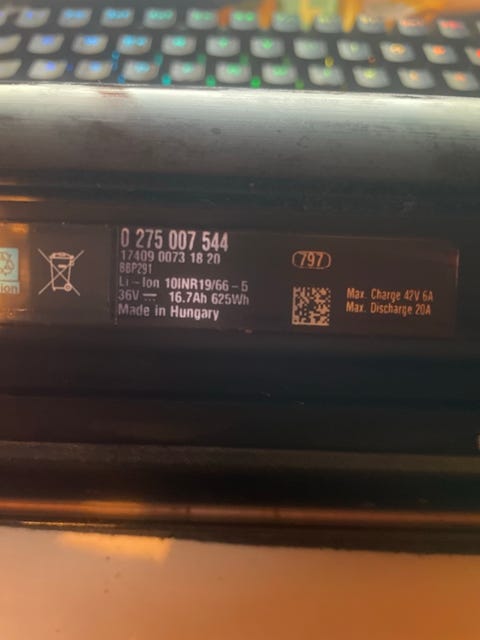 ion
0 275 007 544
17409 0073 18 20
BBP291
Li-Ion 10INR19/66-5
36V 16.7Ah 625Wh
Made in Hungary
797
Max. Charge 42V 6A
Max. Discharge 20A